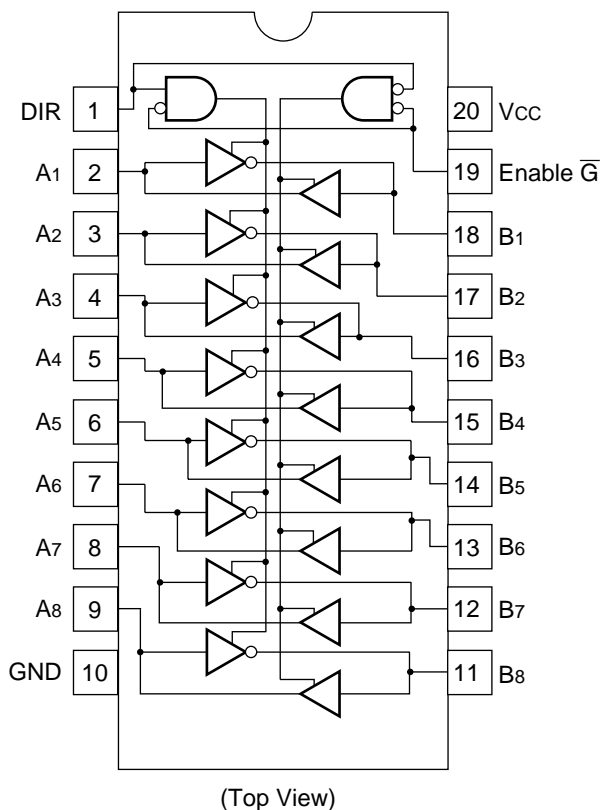 DIR 1 20 VCC
A1 2 19 Enable G̅
A2 3 18 B1
A3 4 17 B2
A4 5 16 B3
A5 6 15 B4
A6 7 14 B5
A7 8 13 B6
A8 9 12 B7
GND 10 11 B8
(Top View)